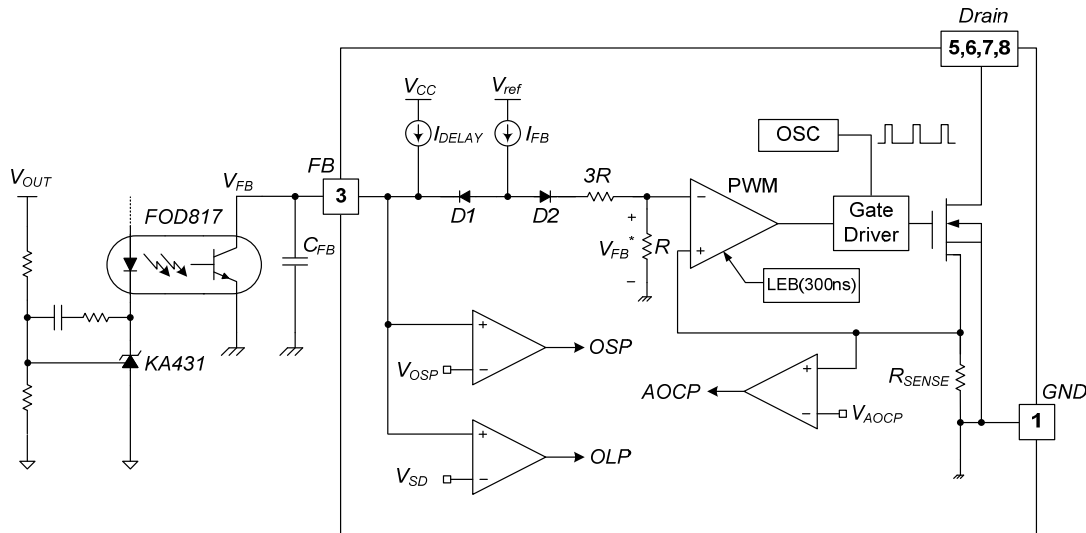 Drain
5,6,7,8
VCC
Vref
IDELAY
IFB
OSC
VOUT
VFB
FB
3
3R
PWM
FOD817
D1
D2
Gate
Driver
CFB
VFB*
R
+
−
−
+
LEB(300ns)
KA431
+
−
VOSP
OSP
AOCP
+
−
VAOCP
RSENSE
GND
1
+
−
VSD
OLP